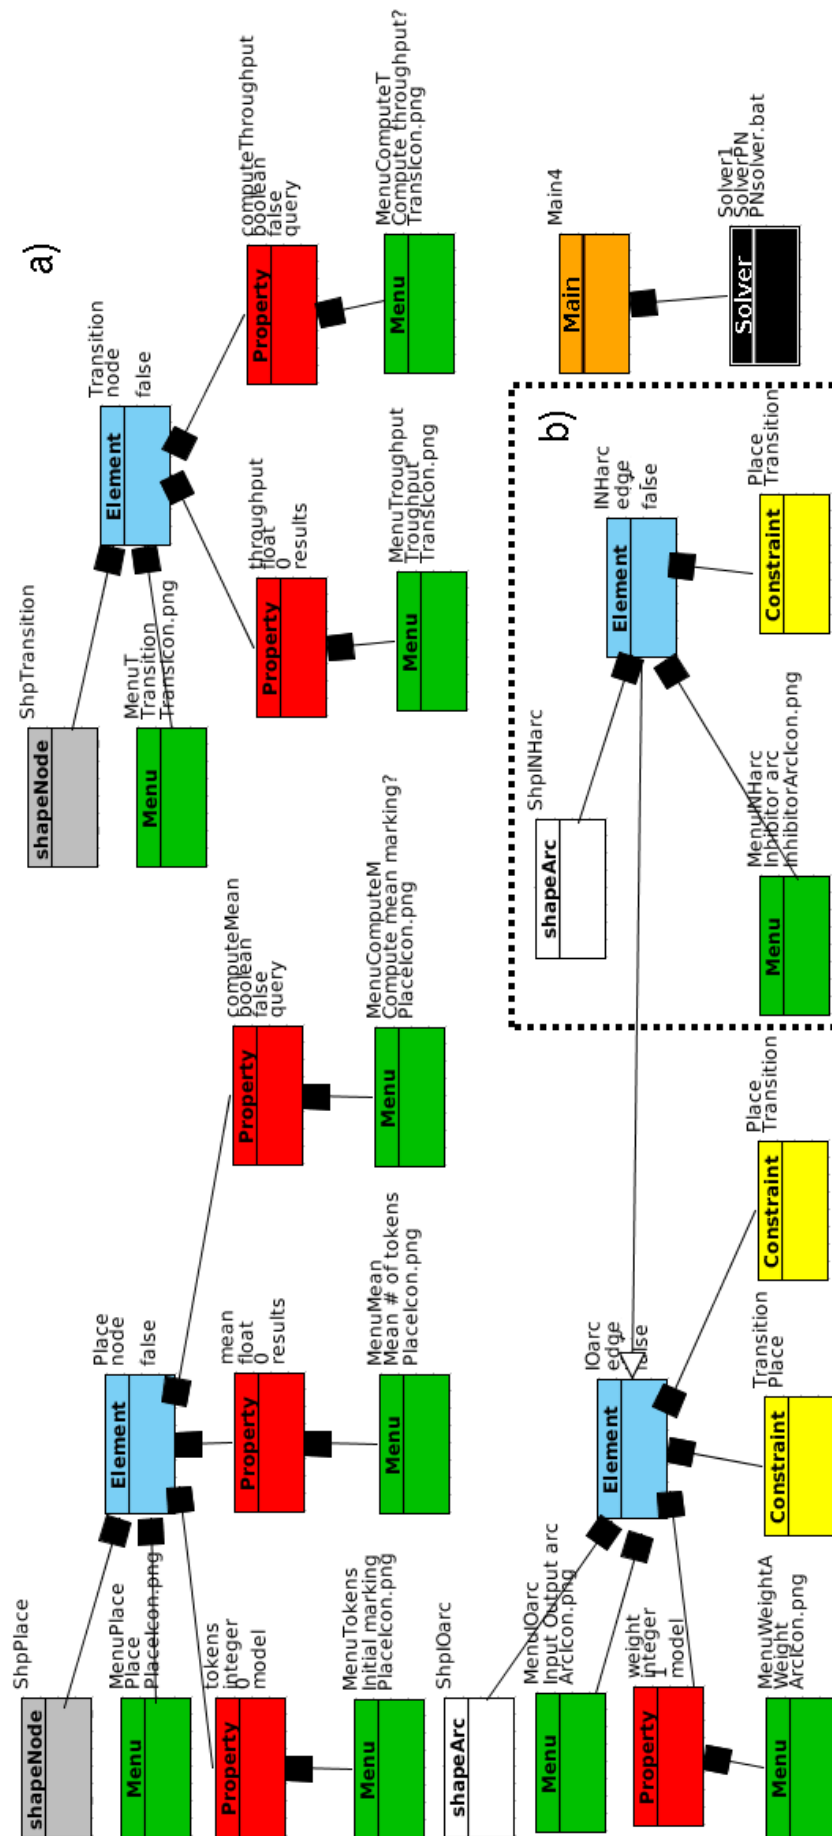 ShpPlace
shapeNode
MenuPlace
Place
PlaceIcon.png
Menu
Place
node
false
Element
tokens
integer
0
model
Property
MenuTokens
Initial marking
PlaceIcon.png
Menu
mean
float
0
results
Property
MenuMean
Mean # of tokens
PlaceIcon.png
Menu
computeMean
boolean
false
query
Property
MenuComputeM
Compute mean marking?
PlaceIcon.png
Menu
a)
ShpTransition
shapeNode
MenuT
Transition
TransIcon.png
Menu
Transition
node
false
Element
throughput
float
0
results
Property
MenuTroughput
Troughput
TransIcon.png
Menu
computeThroughput
boolean
false
query
Property
MenuComputeT
Compute throughput?
TransIcon.png
Menu
ShpIOarc
shapeArc
MenuIOarc
Input Output arc
ArcIcon.png
Menu
IOarc
edge
false
Element
weight
integer
1
model
Property
MenuWeightA
Weight
ArcIcon.png
Menu
Transition
Place
Constraint
Place
Transition
Constraint
b)
ShpINHarc
shapeArc
INHarc
edge
false
Element
MenuINHarc
Inhibitor arc
InhibitorArcIcon.png
Menu
Place
Transition
Constraint
Main4
Main
Solver1
SolverPN
PNsolver.bat
Solver